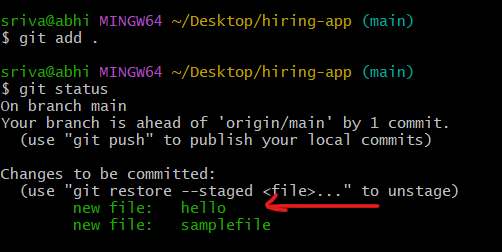 sriva@abhi MINGW64 ~/Desktop/hiring-app (main)
$ git add .
sriva@abhi MINGW64 ~/Desktop/hiring-app (main)
$ git status
On branch main
Your branch is ahead of 'origin/main' by 1 commit.
  (use "git push" to publish your local commits)
Changes to be committed:
  (use "git restore --staged <file>..." to unstage)
        new file:   hello
        new file:   samplefile